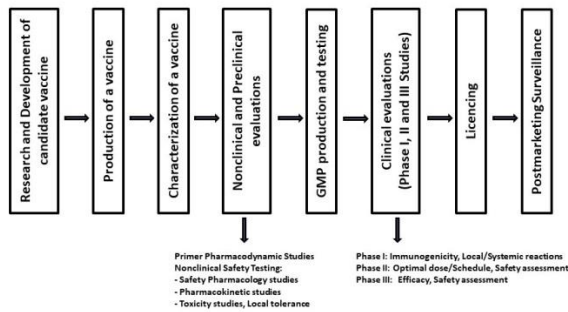 Research and Development of
candidate vaccine
Production of a vaccine
Characterization of a vaccine
Nonclinical and Preclinical
evaluations
GMP production and testing
Clinical evaluations
(Phase I, II and III Studies)
Licencing
Postmarketing Surveillance
Primer Pharmacodynamic Studies
Nonclinical Safety Testing:
- Safety Pharmacology studies
- Pharmacokinetic studies
- Toxicity studies, Local tolerance
Phase I: Immunogenicity, Local/Systemic reactions
Phase II: Optimal dose/Schedule, Safety assessment
Phase III: Efficacy, Safety assessment